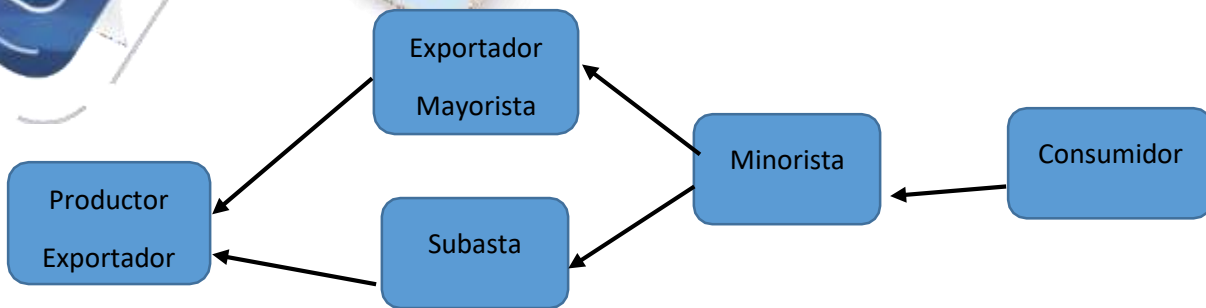 Exportador
Mayorista
Minorista
Consumidor
Productor
Exportador
Subasta